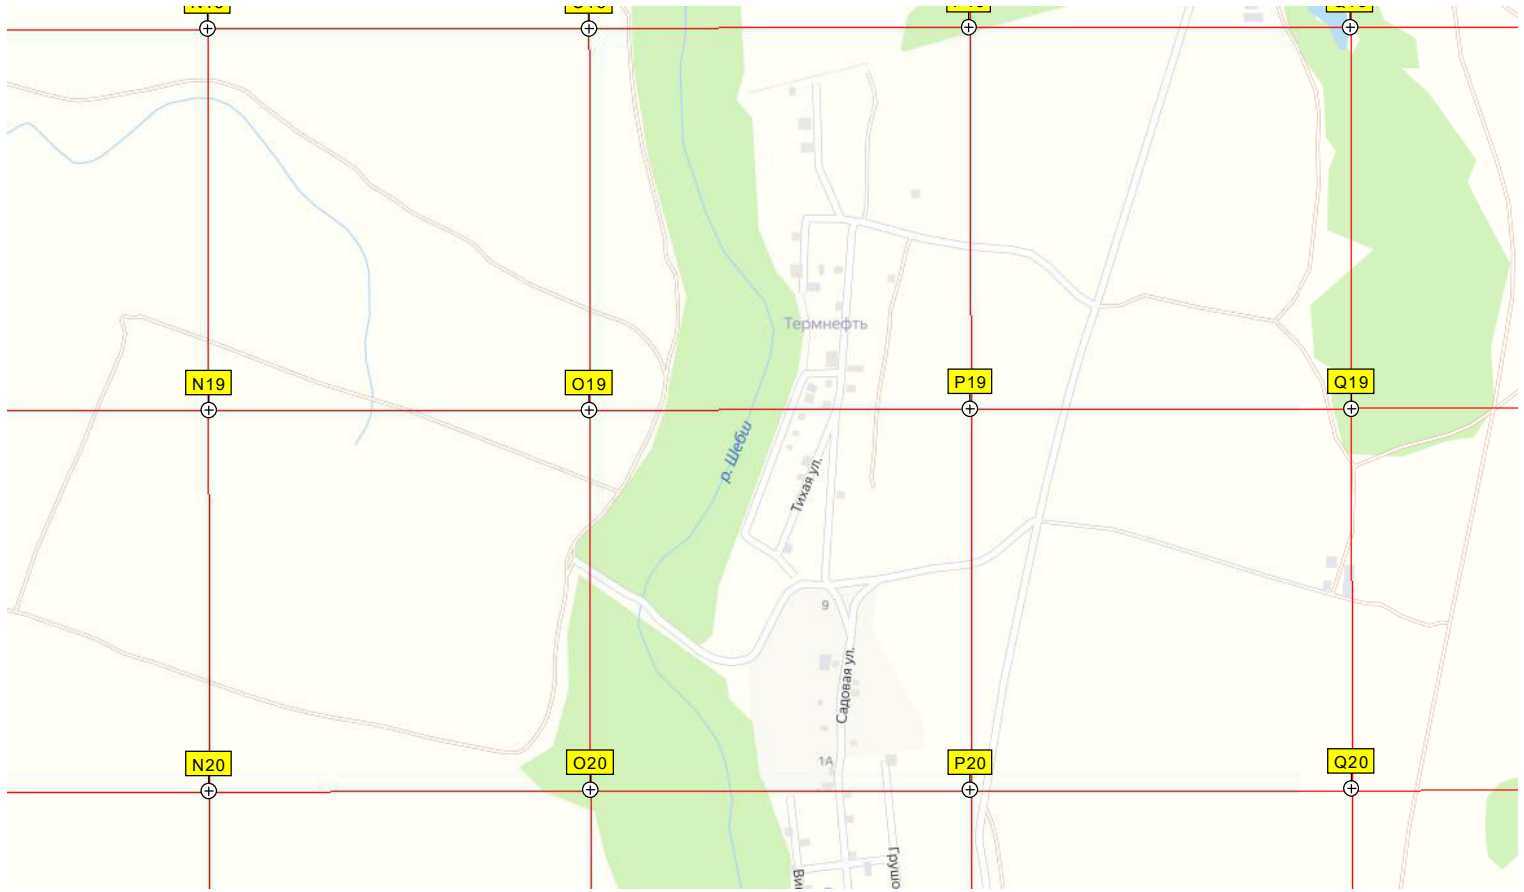 Термнефть
N19
O19
P19
Q19
р. Шебш
Тихая ул.
9
Садовая ул.
1А
N20
O20
P20
Q20